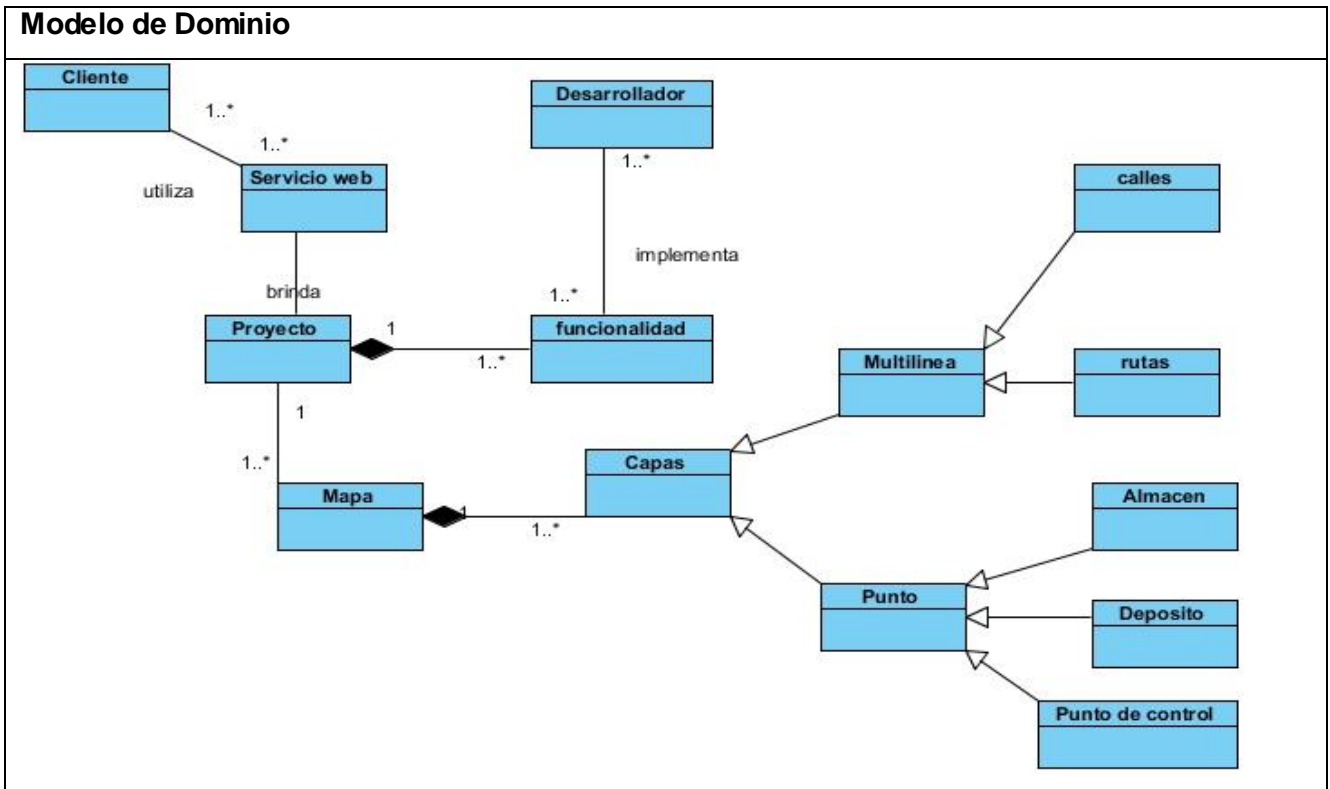 Modelo de Dominio
Cliente
Desarrollador
1..*
1..*
1..*
Servicio web
calles
utiliza
implementa
brinda
1..*
Proyecto
1
funcionalidad
1..*
Multilinea
rutas
1
1..*
Capas
Mapa
Almacen
1
1..*
Punto
Deposito
Punto de control